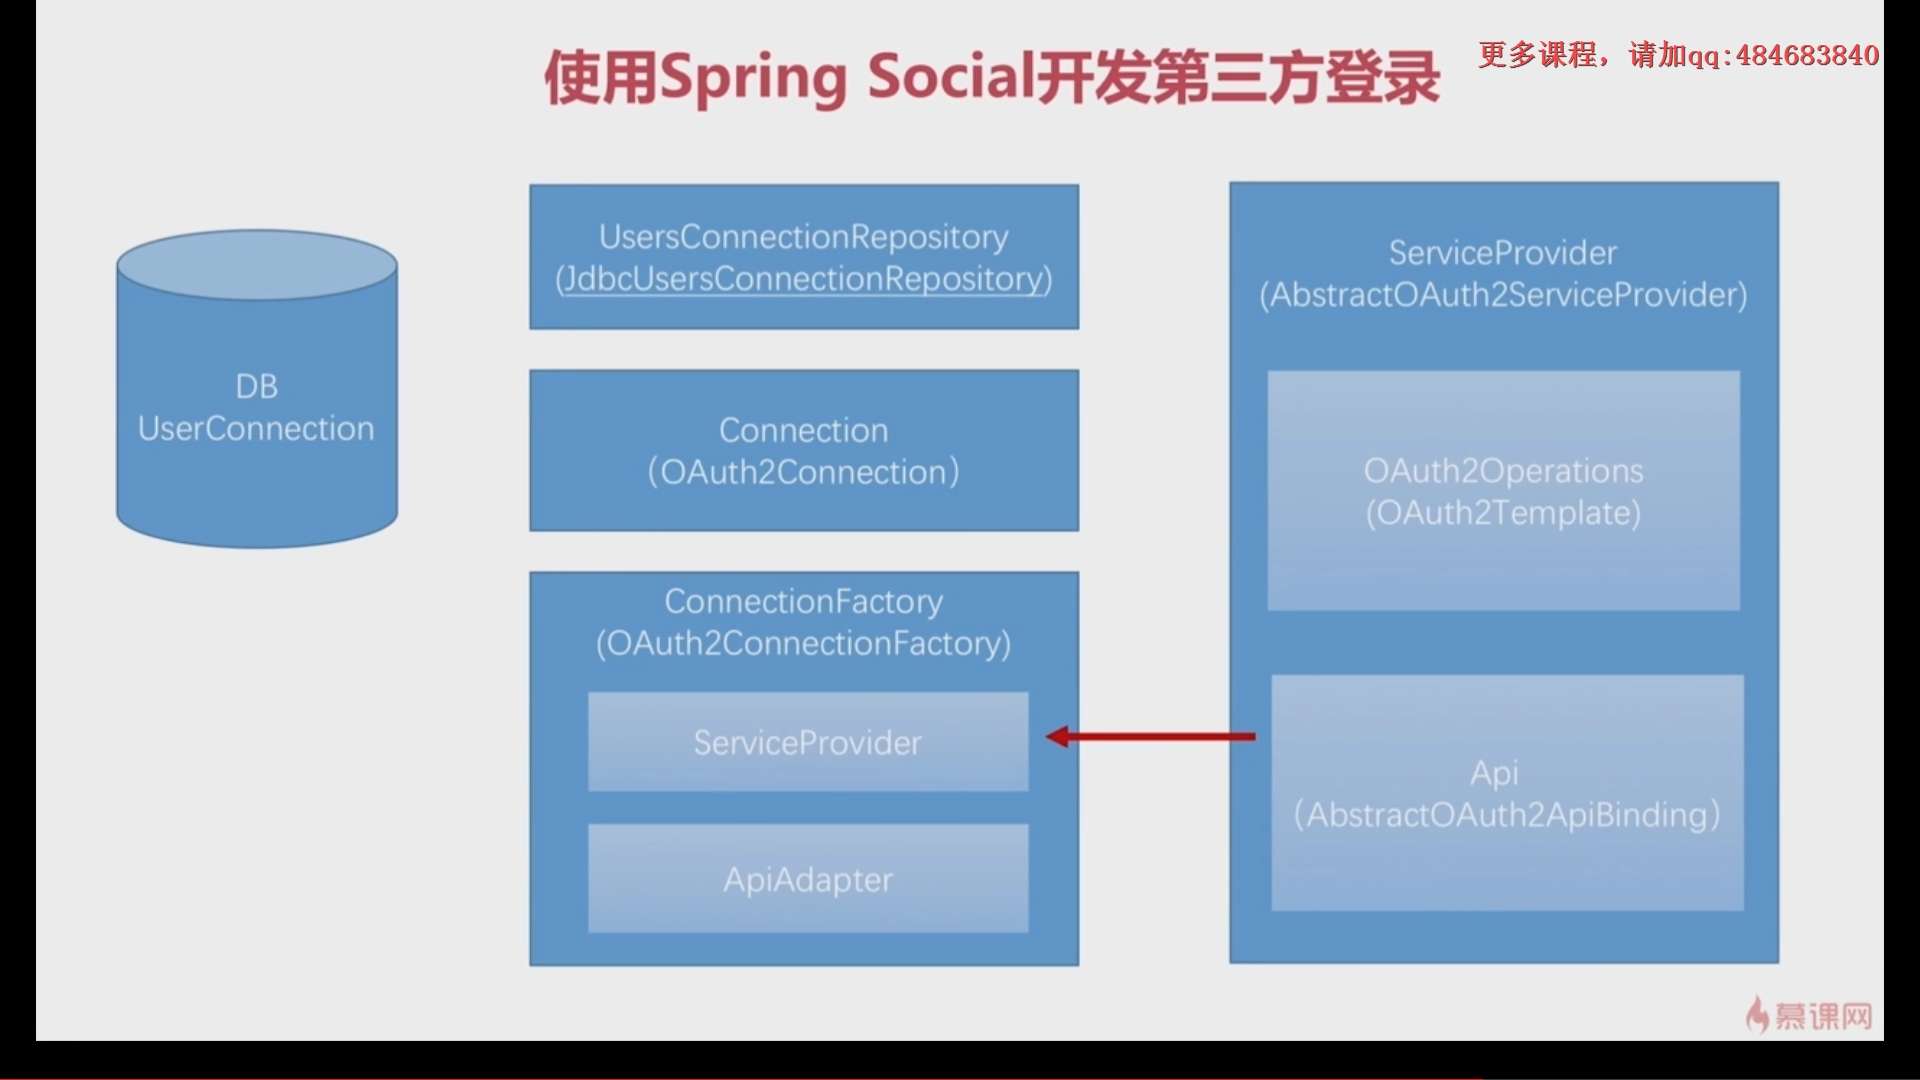 使用Spring Social开发第三方登录
更多课程，请加qq:484683840
DB
UserConnection
UsersConnectionRepository
(JdbcUsersConnectionRepository)
Connection
（OAuth2Connection）
ConnectionFactory
(OAuth2ConnectionFactory)
ServiceProvider
ApiAdapter
ServiceProvider
(AbstractOAuth2ServiceProvider)
OAuth2Operations
(OAuth2Template)
Api
（AbstractOAuth2ApiBinding）
慕课网